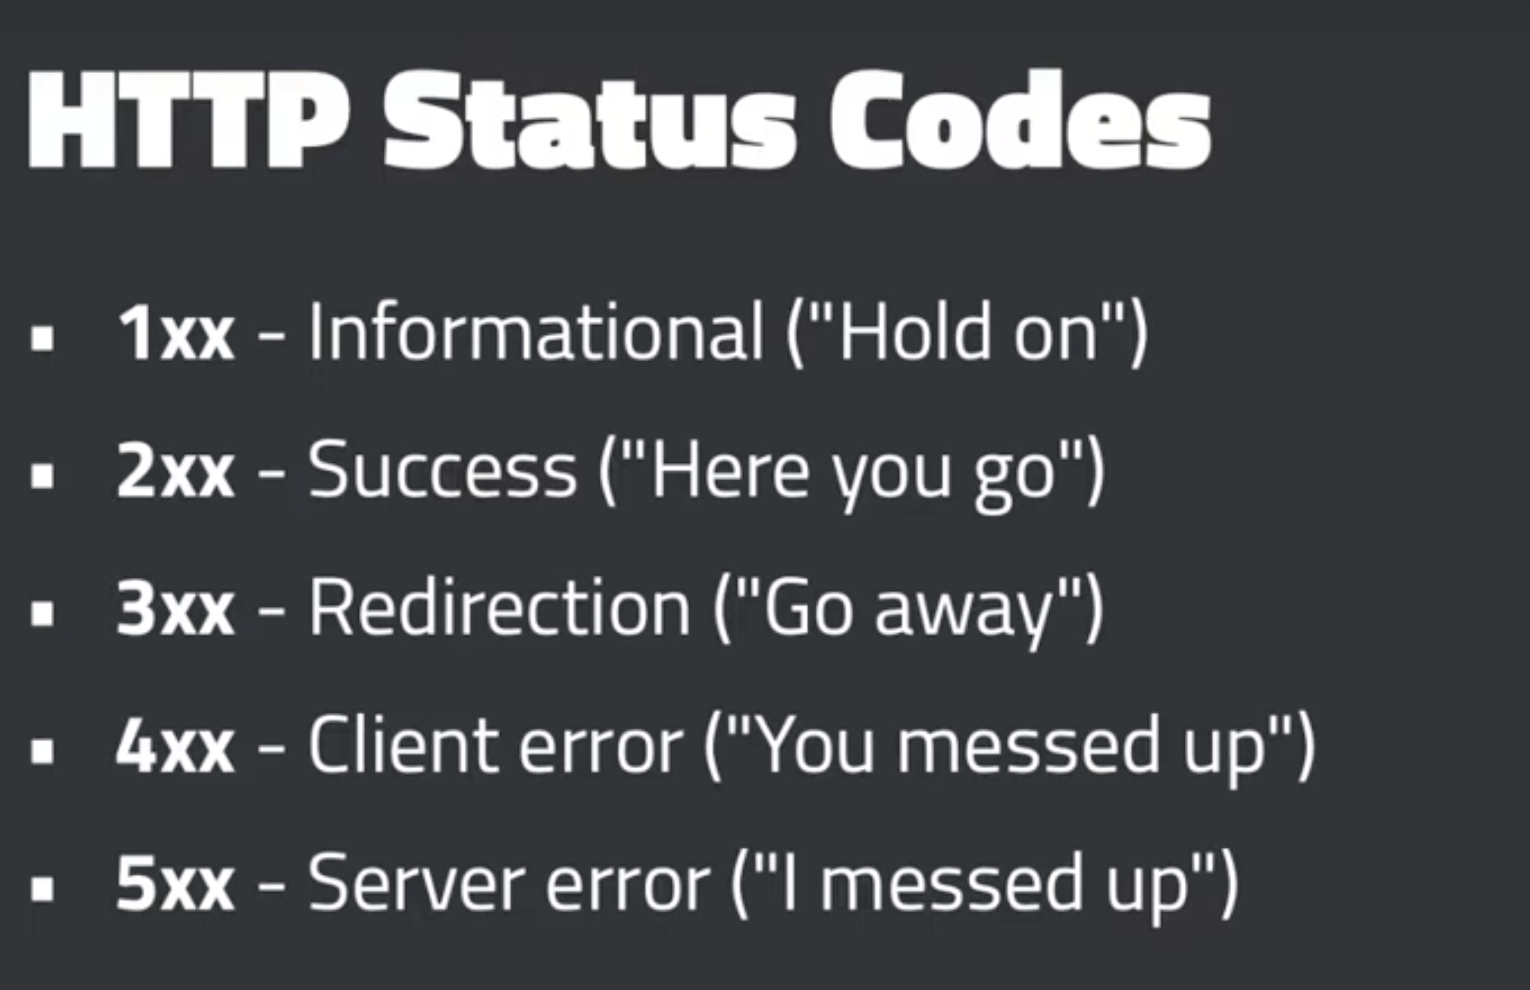 HTTP Status Codes
▪ 1xx - Informational ("Hold on")
▪ 2xx - Success ("Here you go")
▪ 3xx - Redirection ("Go away")
▪ 4xx - Client error ("You messed up")
▪ 5xx - Server error ("I messed up")